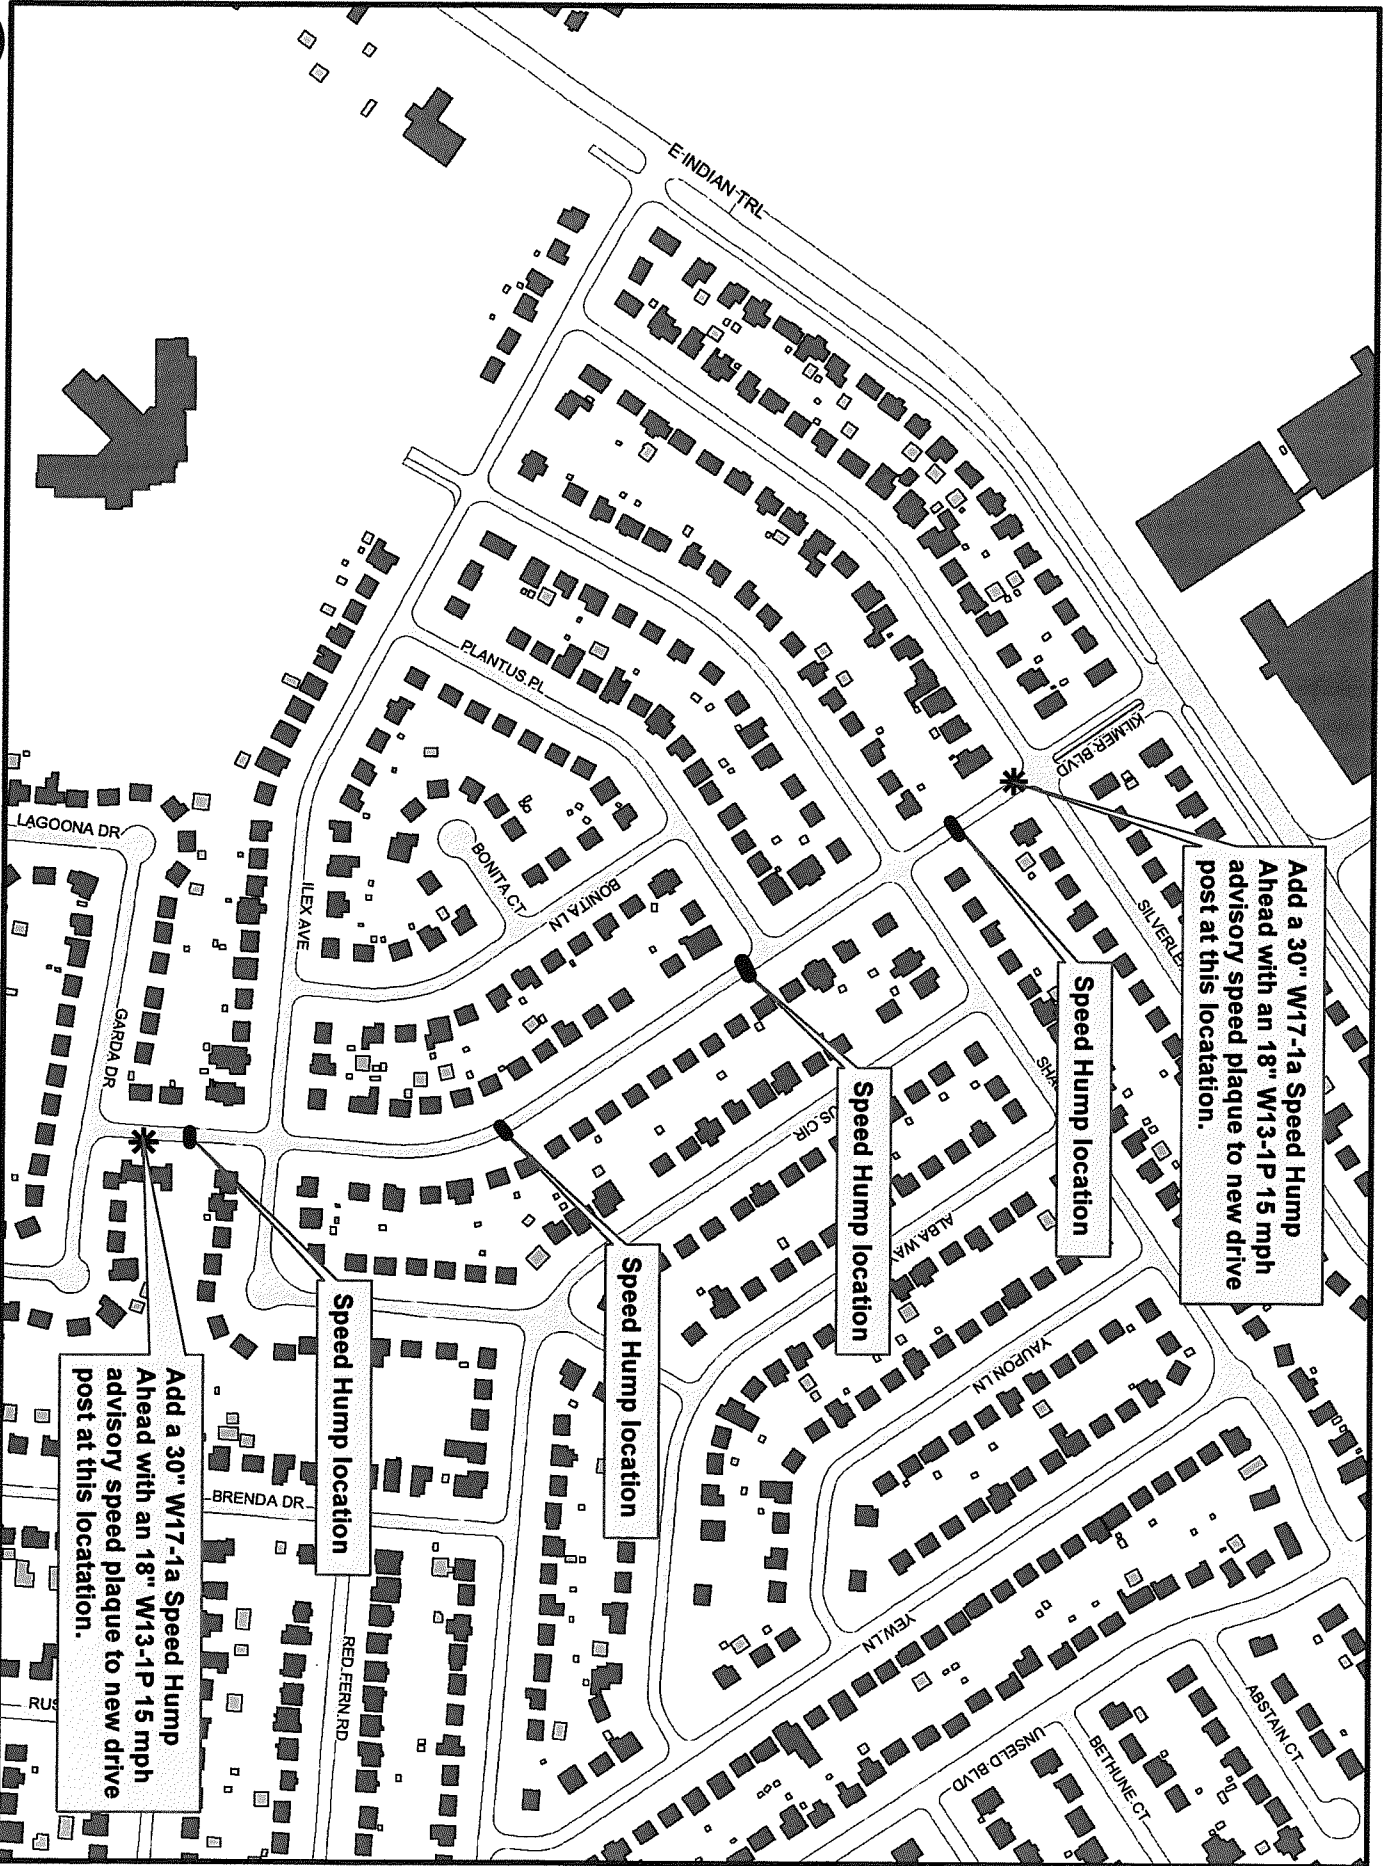 E INDIAN TRL
KILMER BLVD
Add a 30" W17-1a Speed Hump
Ahead with an 18" W13-1P 15 mph
advisory speed plaque to new drive
post at this locatation.
SILVERLE
Speed Hump location
SHA
Speed Hump location
US CIR
ALBA WA
YAUPON LN
YEW LN
ABSTAIN CT
BETHUNE CT
UNSELD BLVD
PLANTUS PL
BONITA CT
BONITA LN
ILEX AVE
LAGOONA DR
GARDA DR
Speed Hump location
Speed Hump location
BRENDA DR
RED FERN RD
RUS
Add a 30" W17-1a Speed Hump
Ahead with an 18" W13-1P 15 mph
advisory speed plaque to new drive
post at this locatation.